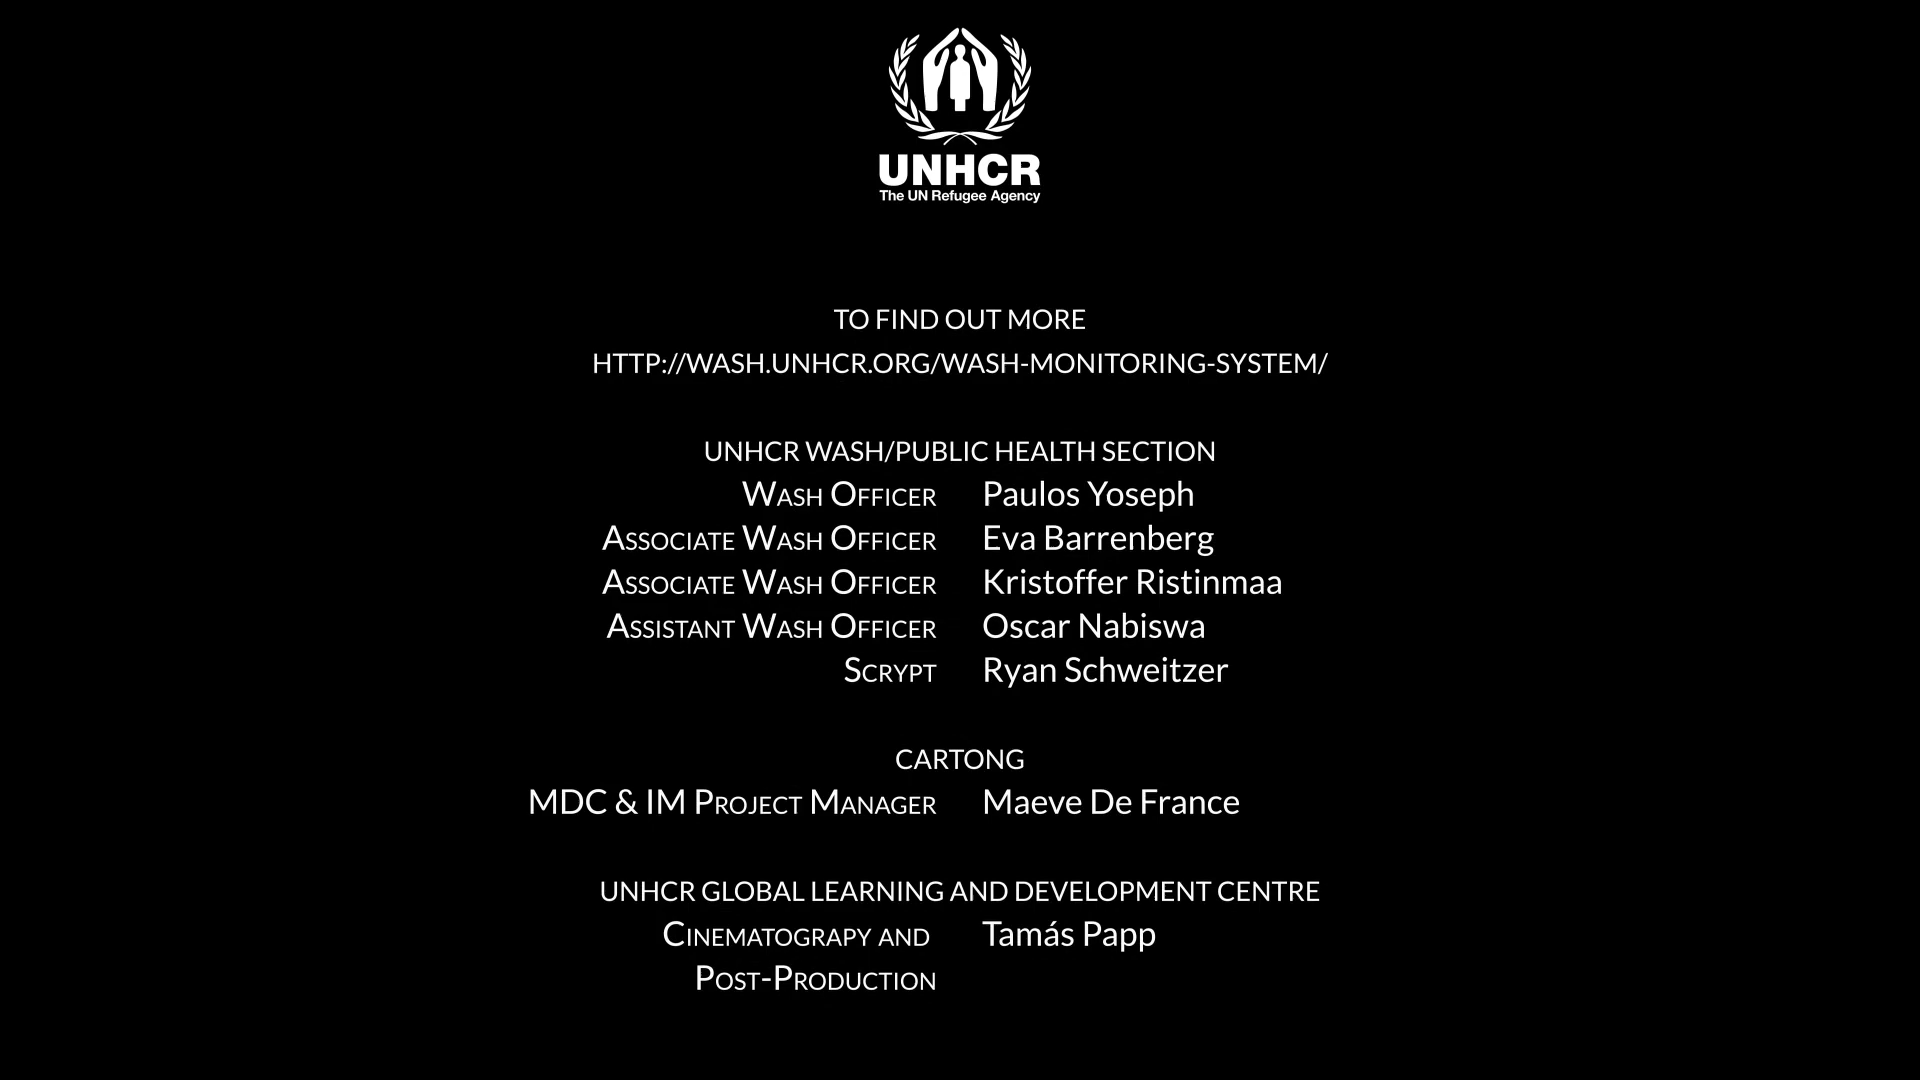 UNHCR
The UN Refugee Agency
TO FIND OUT MORE
HTTP://WASH.UNHCR.ORG/WASH-MONITORING-SYSTEM/
UNHCR WASH/PUBLIC HEALTH SECTION
Wash Officer Paulos Yoseph
Associate Wash Officer Eva Barrenberg
Associate Wash Officer Kristoffer Ristinmaa
Assistant Wash Officer Oscar Nabiswa
Scrypt Ryan Schweitzer
CARTONG
MDC & IM Project Manager Maeve De France
UNHCR GLOBAL LEARNING AND DEVELOPMENT CENTRE
Cinematograpy and Tamás Papp
Post-Production